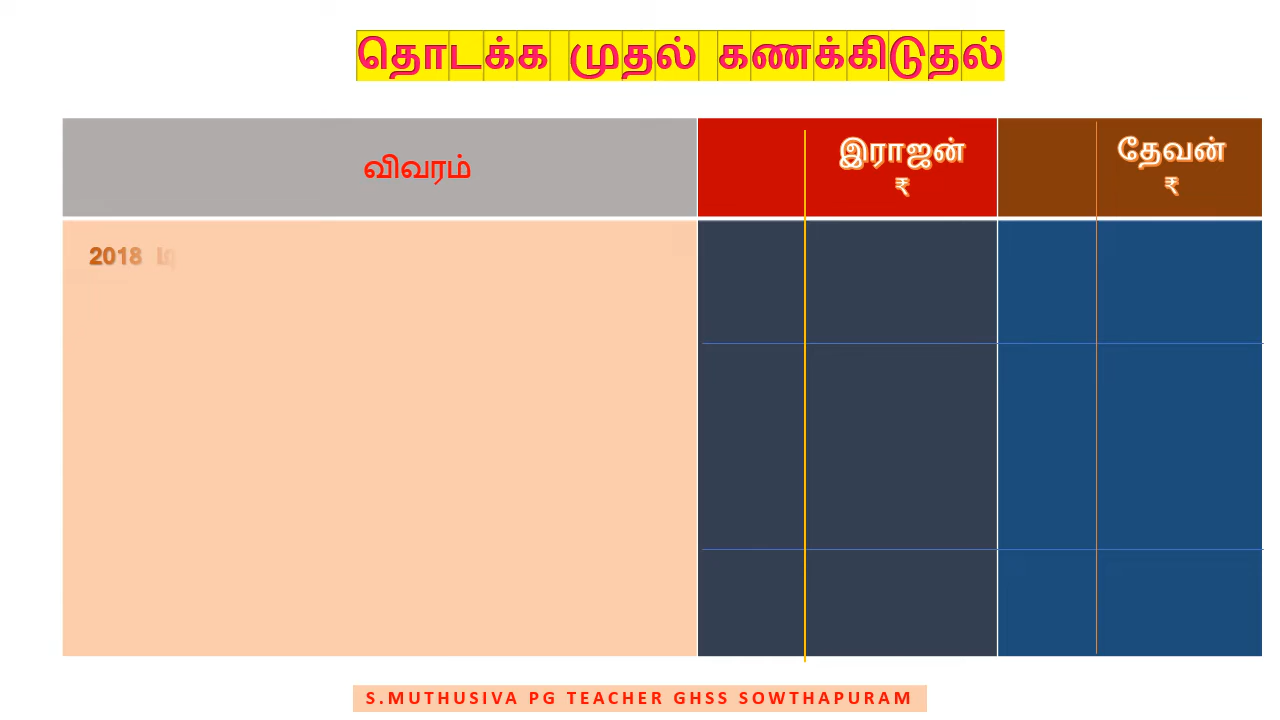 தொடக்க முதல் கணக்கிடுதல்
விவரம்
இராஜன்
₹
தேவன்
₹
2018
S.MUTHUSIVA PG TEACHER GHSS SOWTHAPURAM